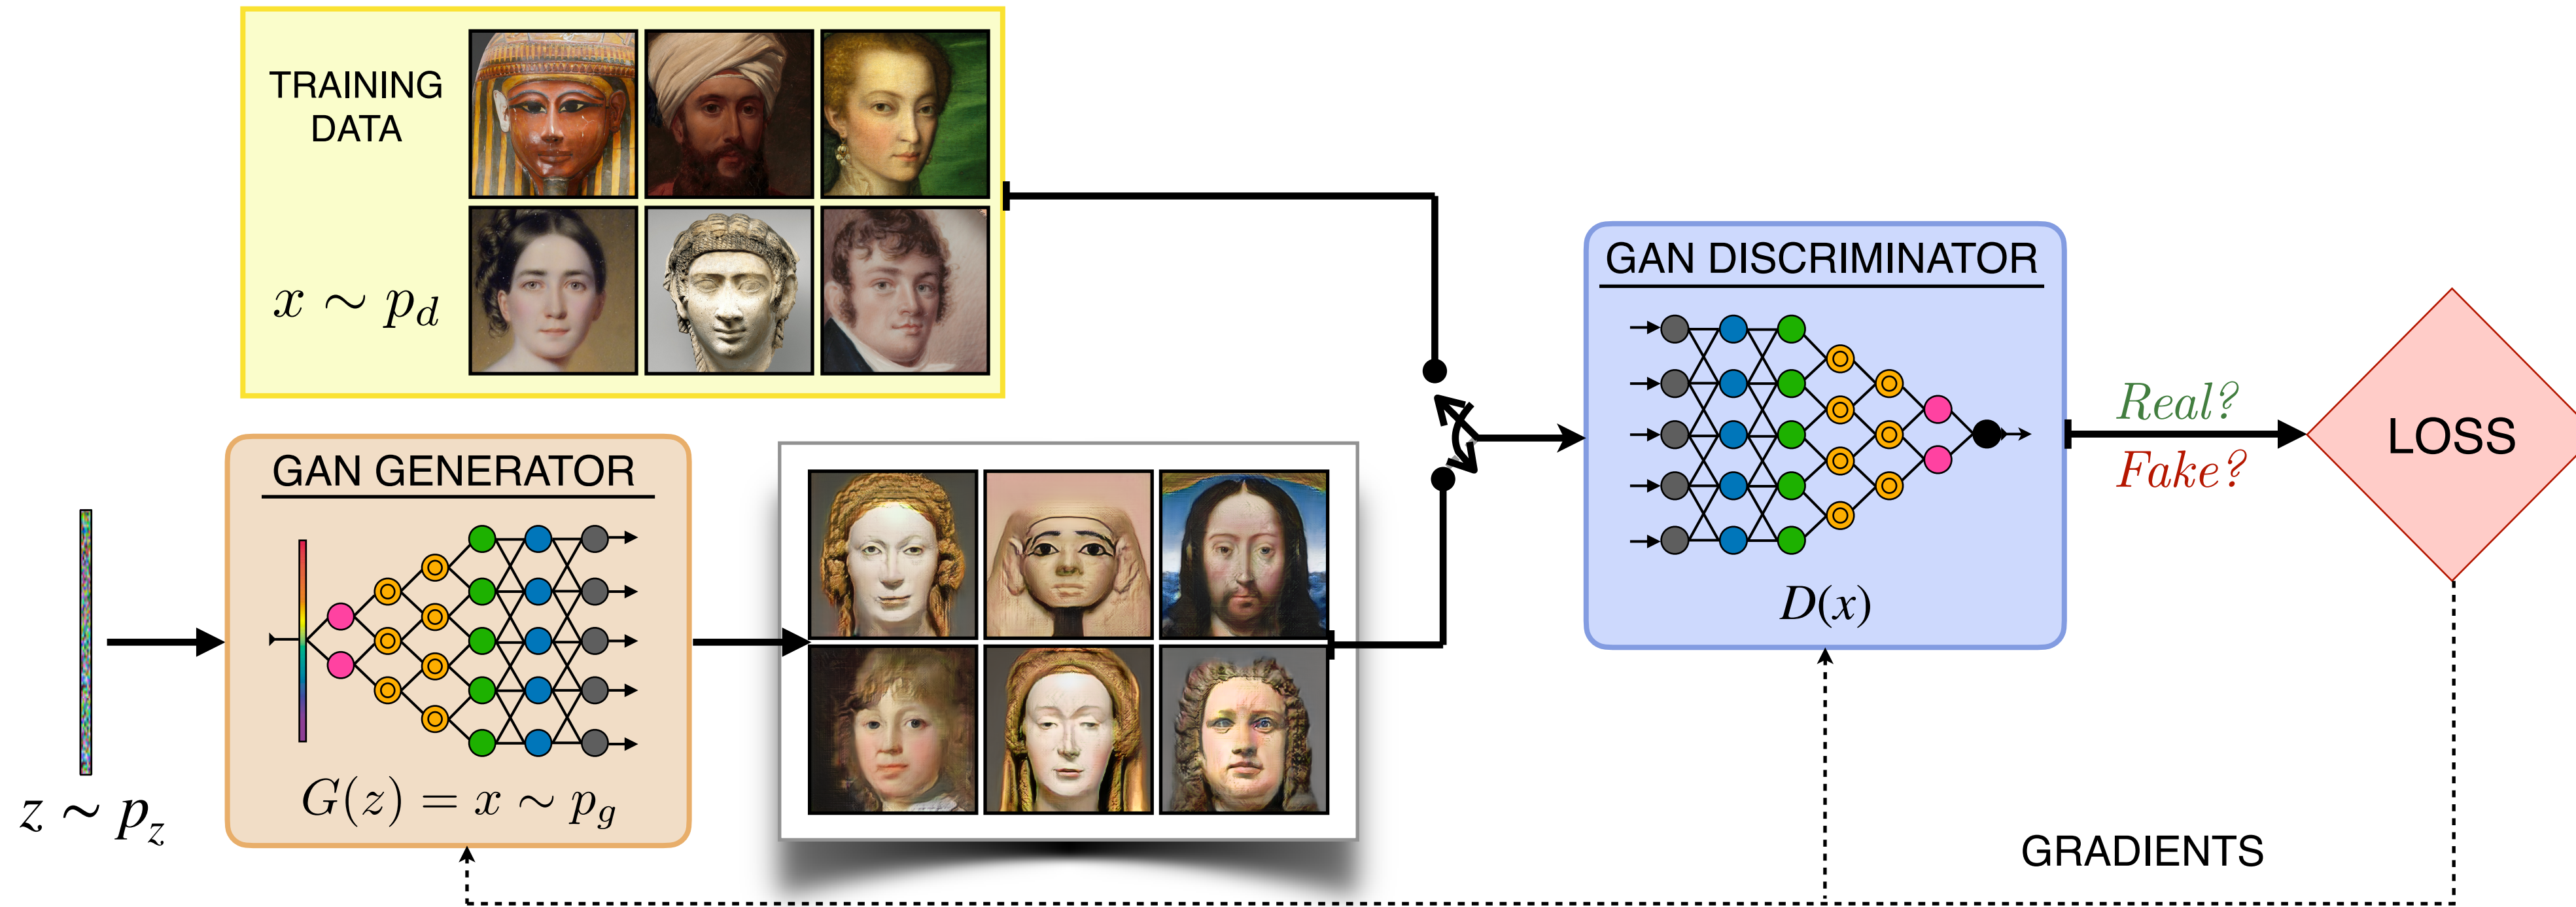 TRAINING
DATA
x ∼ p_d
GAN GENERATOR
G(z) = x ∼ p_g
z ∼ p_z
GAN DISCRIMINATOR
D(x)
Real?
Fake?
LOSS
GRADIENTS